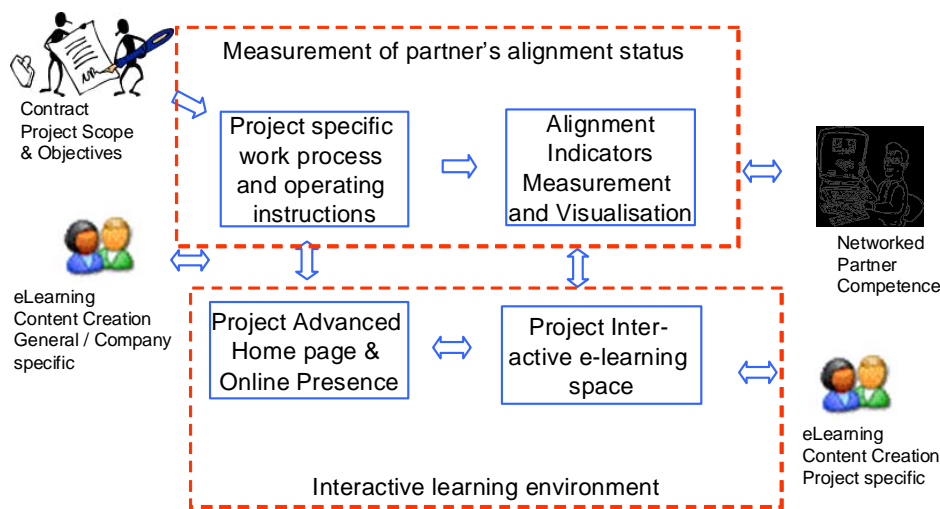 Measurement of partner's alignment status
Contract
Project Scope
& Objectives
Project specific
work process
and operating
instructions
Alignment
Indicators
Measurement
and Visualisation
Networked
Partner
Competence
eLearning
Content Creation
General / Company
specific
Project Advanced
Home page &
Online Presence
Project Inter-
active e-learning
space
eLearning
Content Creation
Project specific
Interactive learning environment